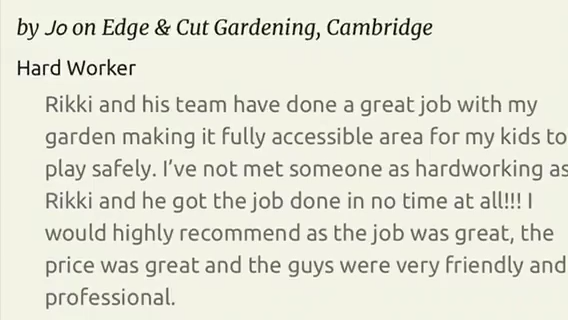 by Jo on Edge & Cut Gardening, Cambridge
Hard Worker
Rikki and his team have done a great job with my
garden making it fully accessible area for my kids to
play safely. I've not met someone as hardworking as
Rikki and he got the job done in no time at all!!! I
would highly recommend as the job was great, the
price was great and the guys were very friendly and
professional.